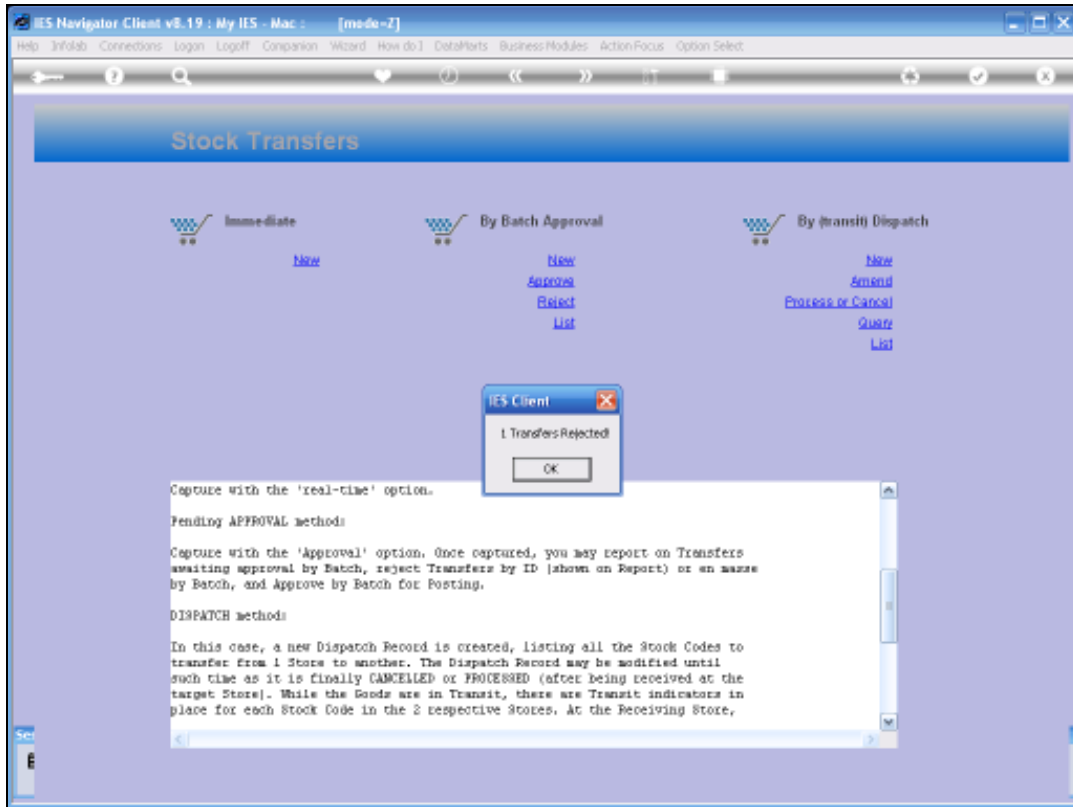 IES Navigator Client v8.19 : My IES - Mac : [mode=Z]
Help Infolab Connections Logon Logoff Companion Wizard How do I DataMarts Business Modules Action Focus Option Select
Stock Transfers
Immediate
New
By Batch Approval
New
Approve
Reject
List
By (transit) Dispatch
New
Amend
Process or Cancel
Query
List
IES Client
1 Transfers Rejected!
OK
Capture with the 'real-time' option.
Pending APPROVAL method:
Capture with the 'Approval' option. Once captured, you may report on Transfers
awaiting approval by Batch, reject Transfers by ID (shown on Report) or en masse
by Batch, and Approve by Batch for Posting.
DISPATCH method:
In this case, a new Dispatch Record is created, listing all the Stock Codes to
transfer from 1 Store to another. The Dispatch Record may be modified until
such time as it is finally CANCELLED or PROCESSED (after being received at the
target Store). While the Goods are in Transit, there are Transit indicators in
place for each Stock Code in the 2 respective Stores. At the Receiving Store,